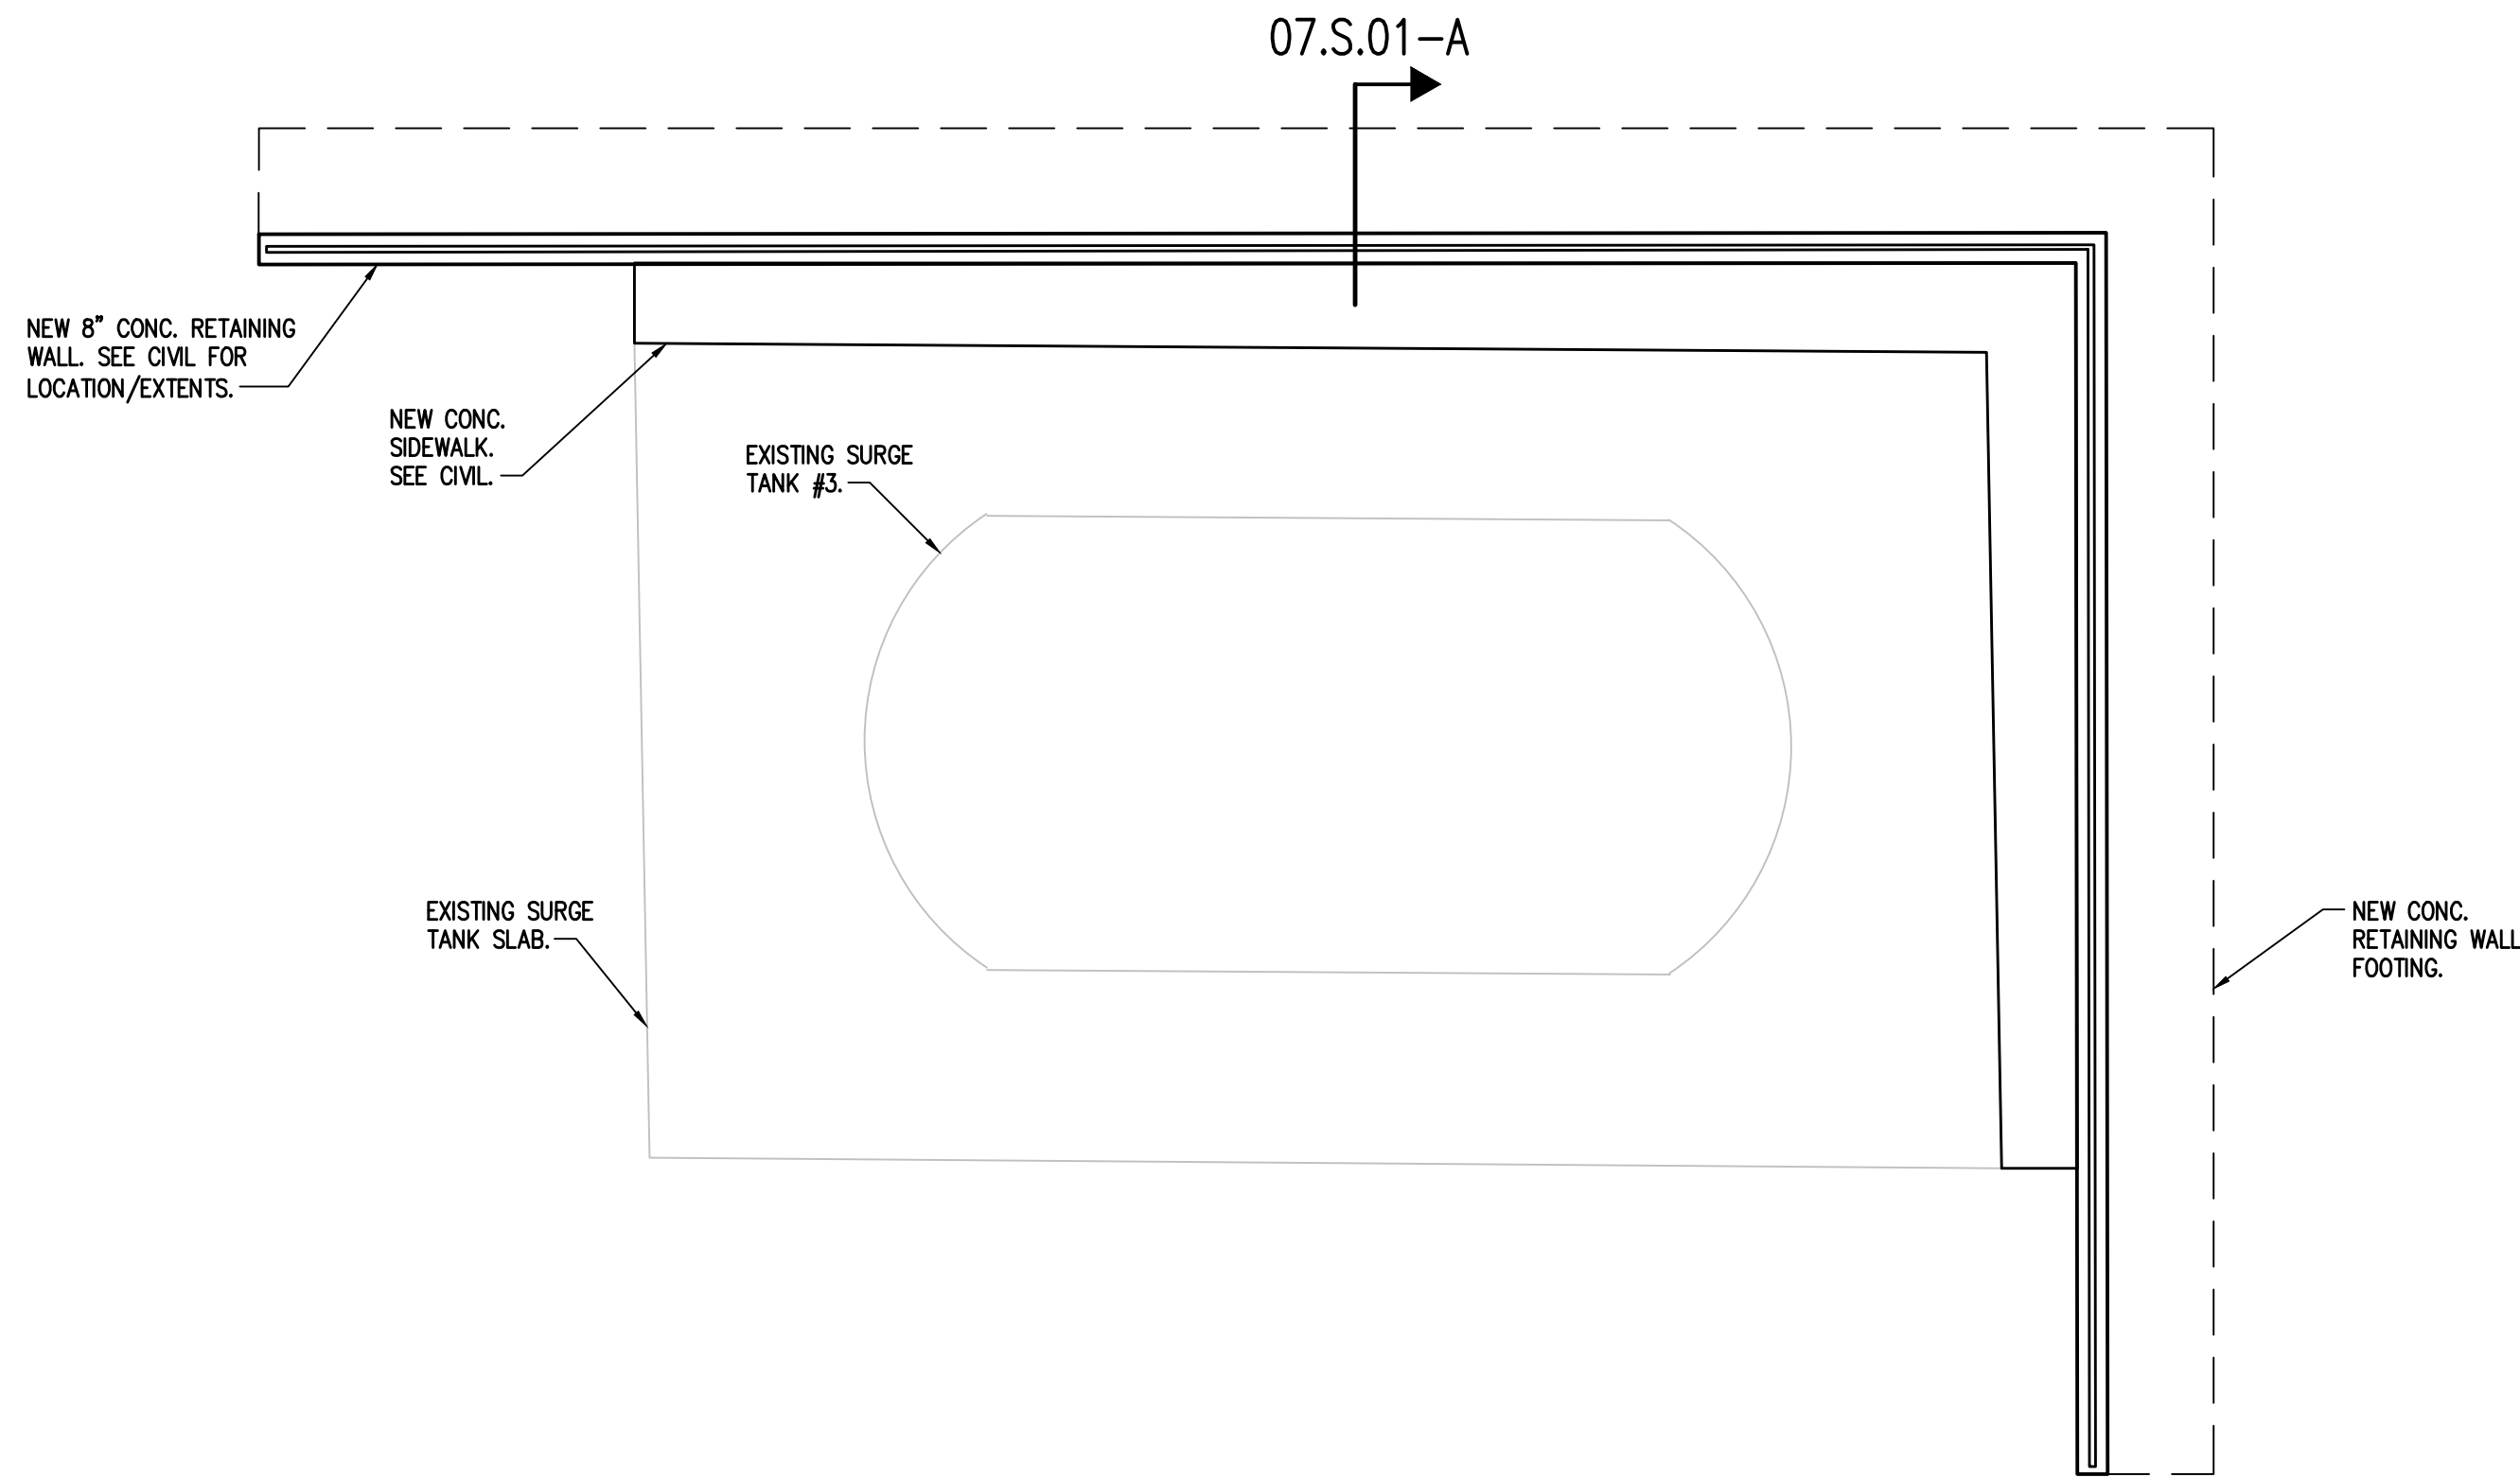 07.S.01-A
NEW 8" CONC. RETAINING
WALL. SEE CIVIL FOR
LOCATION/EXTENTS.
NEW CONC.
SIDEWALK.
SEE CIVIL.
EXISTING SURGE
TANK #3.
EXISTING SURGE
TANK SLAB.
NEW CONC.
RETAINING WALL
FOOTING.